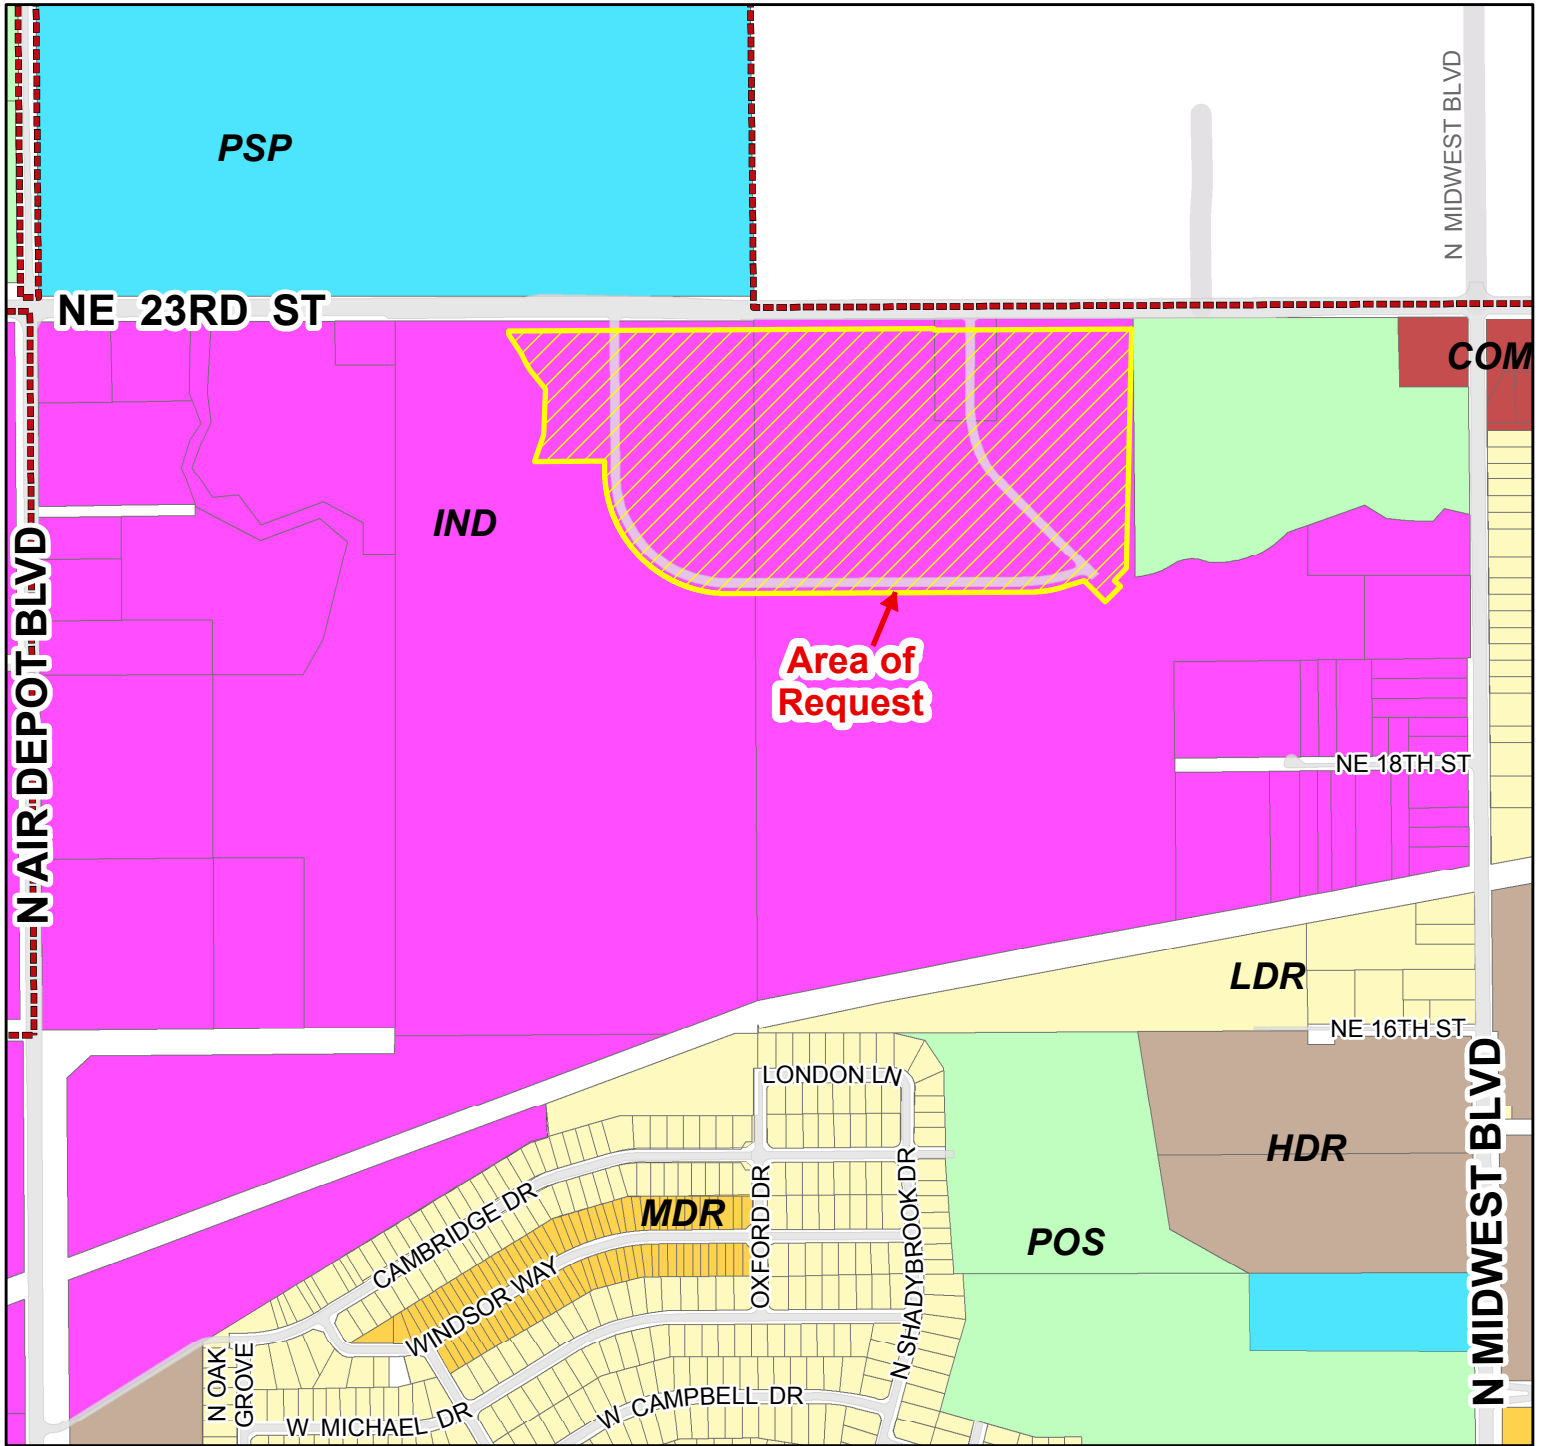 N MIDWEST BLVD
PSP
NE 23RD ST
COM
IND
N AIR DEPOT BLVD
Area of
Request
NE 18TH ST
LDR
NE 16TH ST
LONDON LN
HDR
N MIDWEST BLVD
CAMBRIDGE DR
MDR
OXFORD DR
N SHADYBROOK DR
POS
WINDSOR WAY
N OAK
GROVE
W MICHAEL DR
W CAMPBELL DR